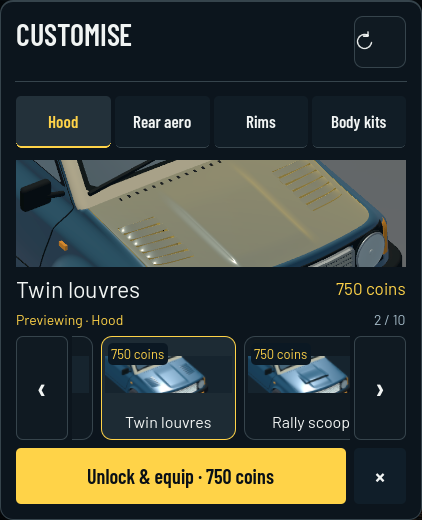 CUSTOMISE
Hood
Rear aero
Rims
Body kits
Twin louvres
750 coins
Previewing · Hood
2 / 10
750 coins
Twin louvres
750 coins
Rally scoop
Unlock & equip · 750 coins